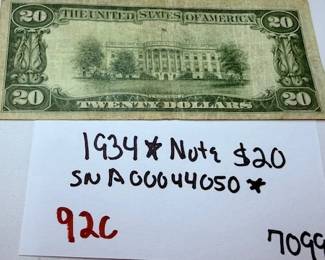 THE UNITED STATES OF AMERICA
20 20
TWENTY DOLLARS
20 20
1934 * Note $20
SN A00044050 *
92C
7099